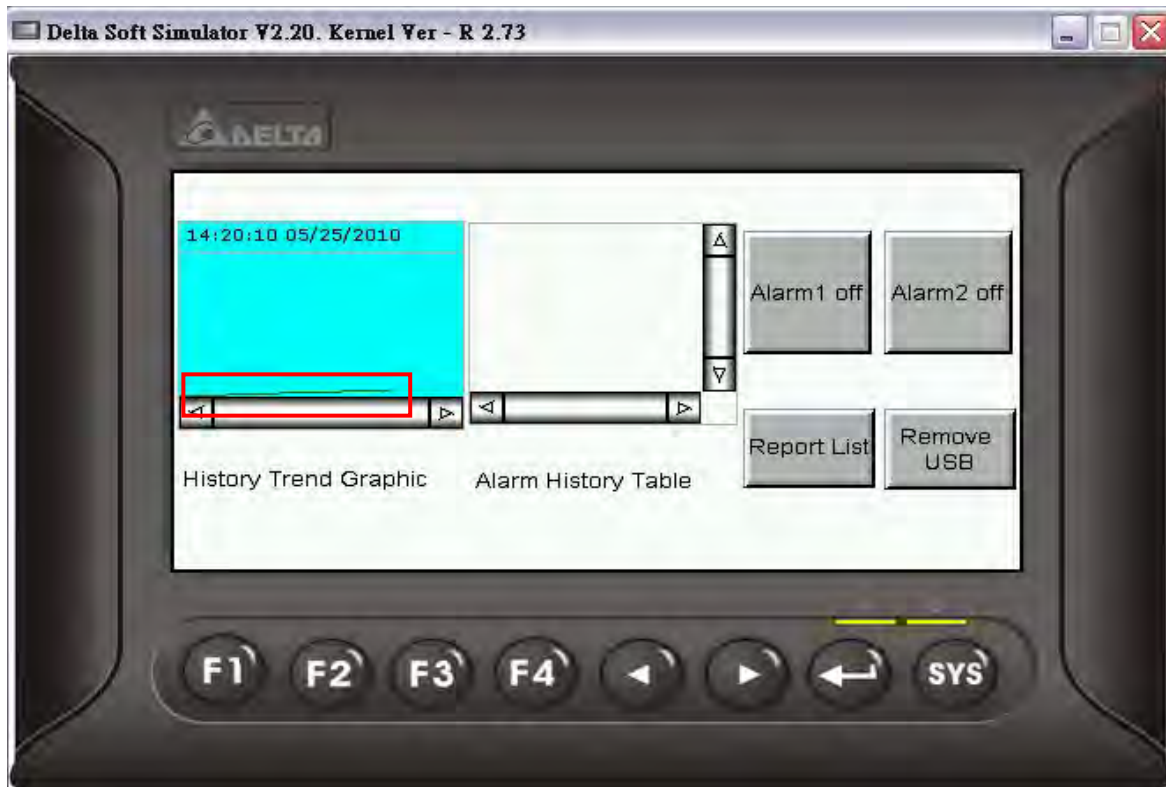 Delta Soft Simulator V2.20. Kernel Ver - R 2.73
DELTA
14:20:10 05/25/2010
Alarm1 off
Alarm2 off
Report List
Remove
USB
History Trend Graphic
Alarm History Table
F1
F2
F3
F4
SYS